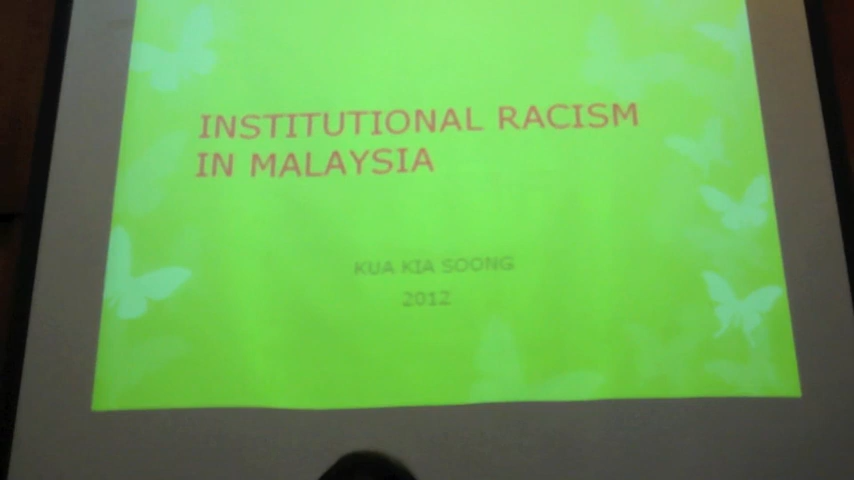 INSTITUTIONAL RACISM
IN MALAYSIA
KUA KIA SOONG
2012